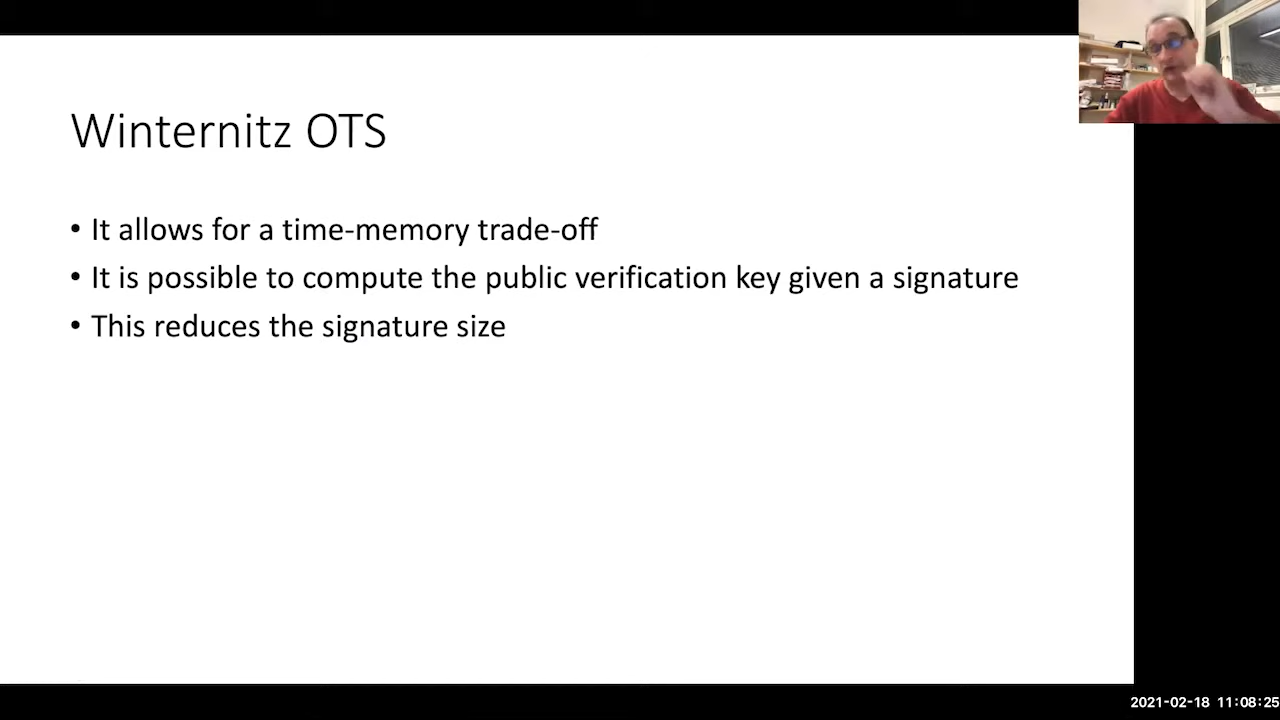 Winternitz OTS
• It allows for a time-memory trade-off
• It is possible to compute the public verification key given a signature
• This reduces the signature size
2021-02-18 11:08:25